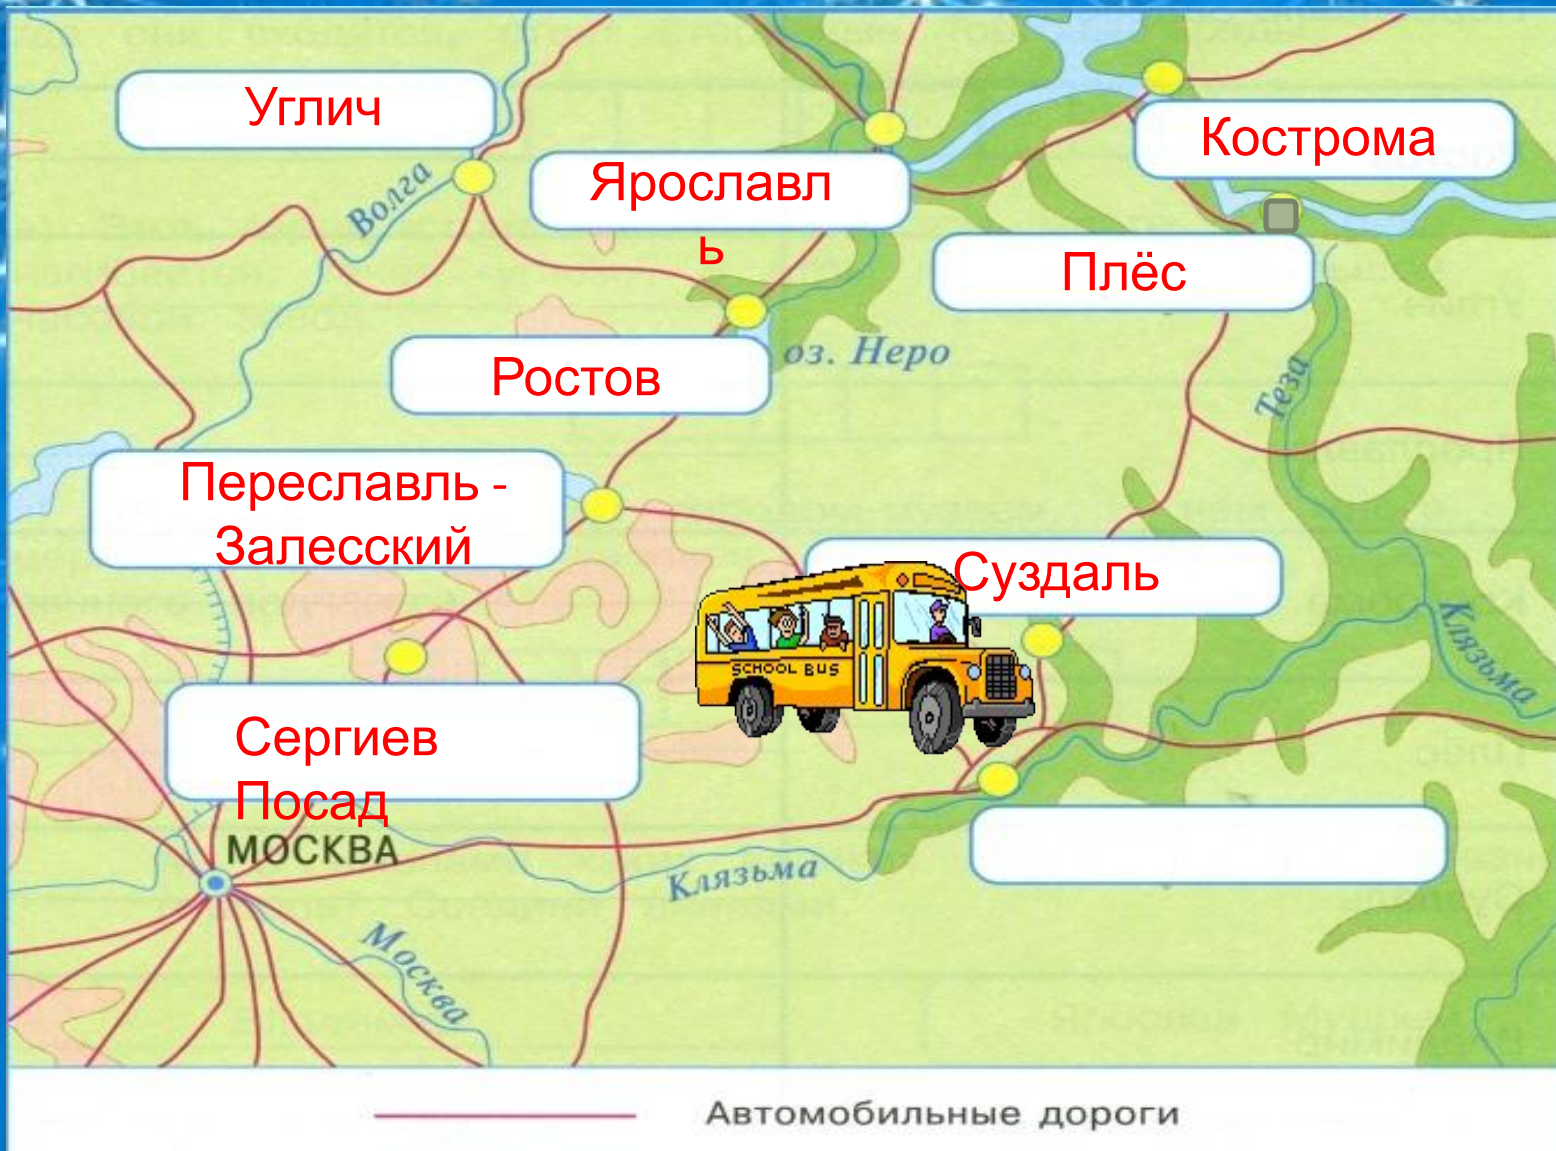 Углич
Кострома
Ярославл
ь
Волга
Плёс
Ростов
оз. Неро
Теза
Переславль -
Залесский
Суздаль
SCHOOL BUS
Клязьма
Сергиев
Посад
МОСКВА
Клязьма
Москва
Автомобильные дороги